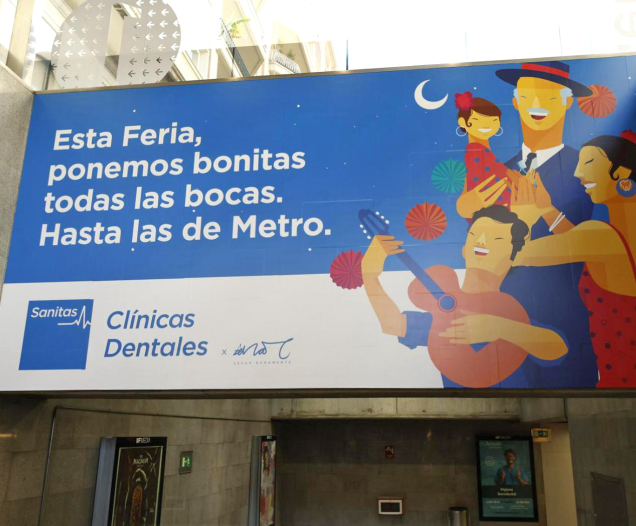 Esta Feria,
ponemos bonitas
todas las bocas.
Hasta las de Metro.
Sanitas
Clínicas
Dentales
x